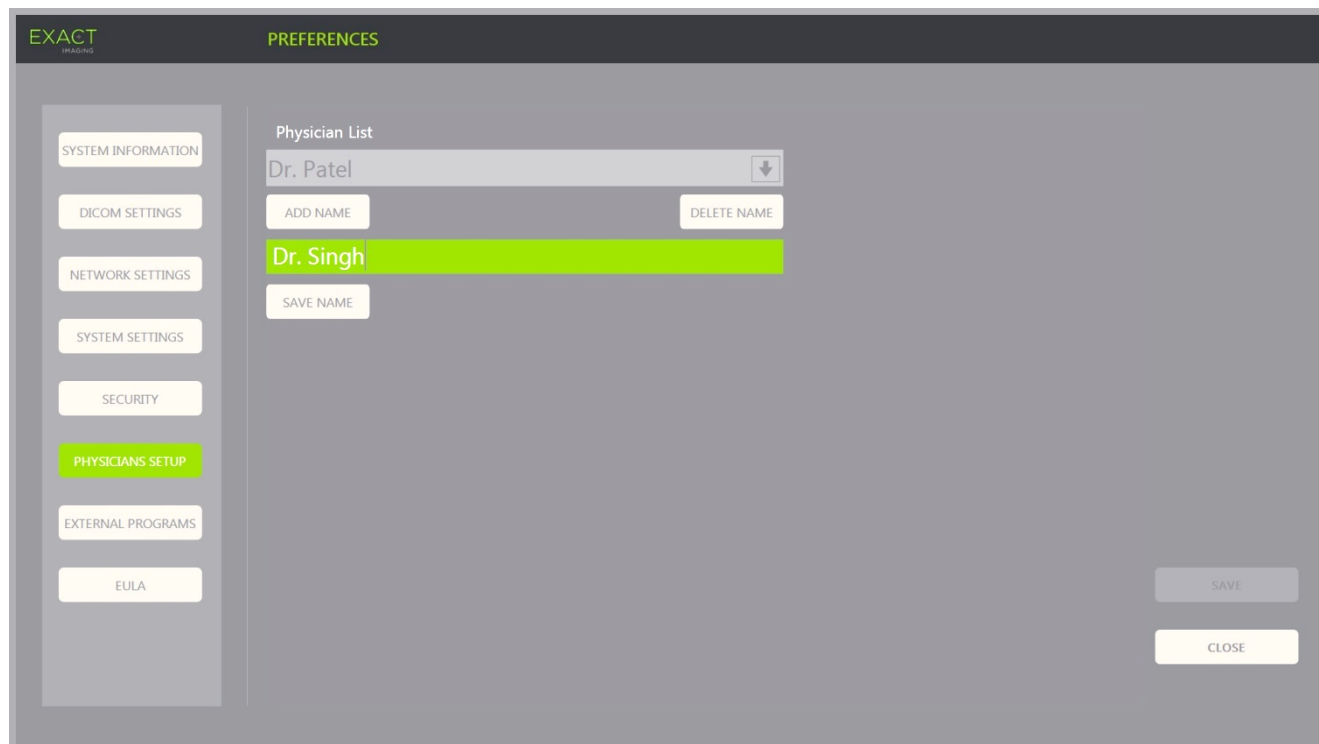 EXACT
IMAGING
PREFERENCES
SYSTEM INFORMATION
DICOM SETTINGS
NETWORK SETTINGS
SYSTEM SETTINGS
SECURITY
PHYSICIANS SETUP
EXTERNAL PROGRAMS
EULA
Physician List
Dr. Patel
ADD NAME
DELETE NAME
Dr. Singh
SAVE NAME
SAVE
CLOSE